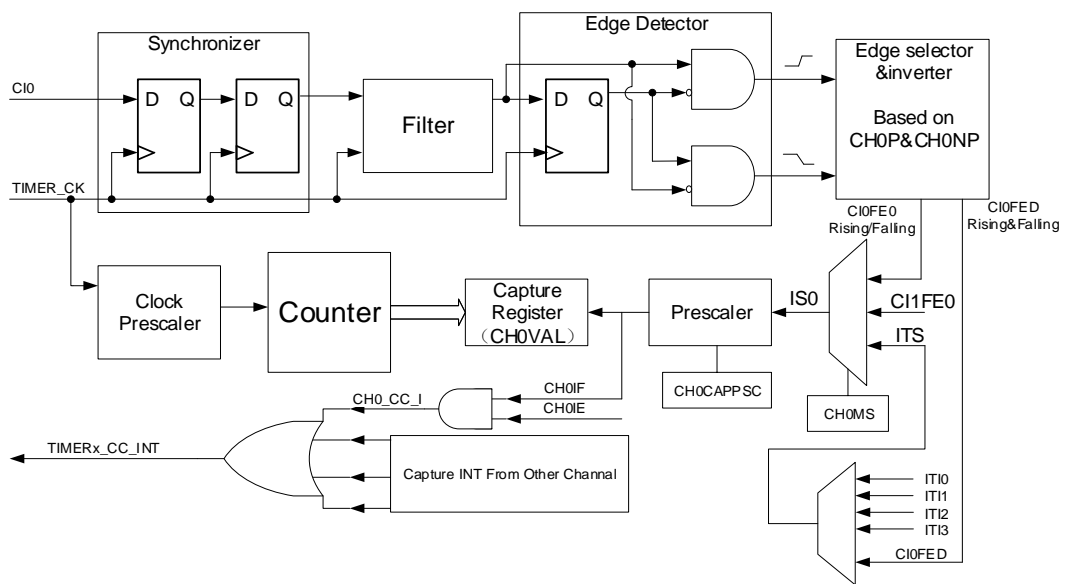 Synchronizer
Edge Detector
Edge selector
&inverter
Based on
CH0P&CH0NP
CI0
D Q
D Q
Filter
D Q
TIMER_CK
CI0FE0
Rising/Falling
CI0FED
Rising&Falling
Clock
Prescaler
Counter
Capture
Register
（CH0VAL）
Prescaler
IS0
CI1FE0
ITS
CH0CAPPSC
CH0MS
CH0_CC_I
CH0IF
CH0IE
TIMERx_CC_INT
Capture INT From Other Channel
ITI0
ITI1
ITI2
ITI3
CI0FED